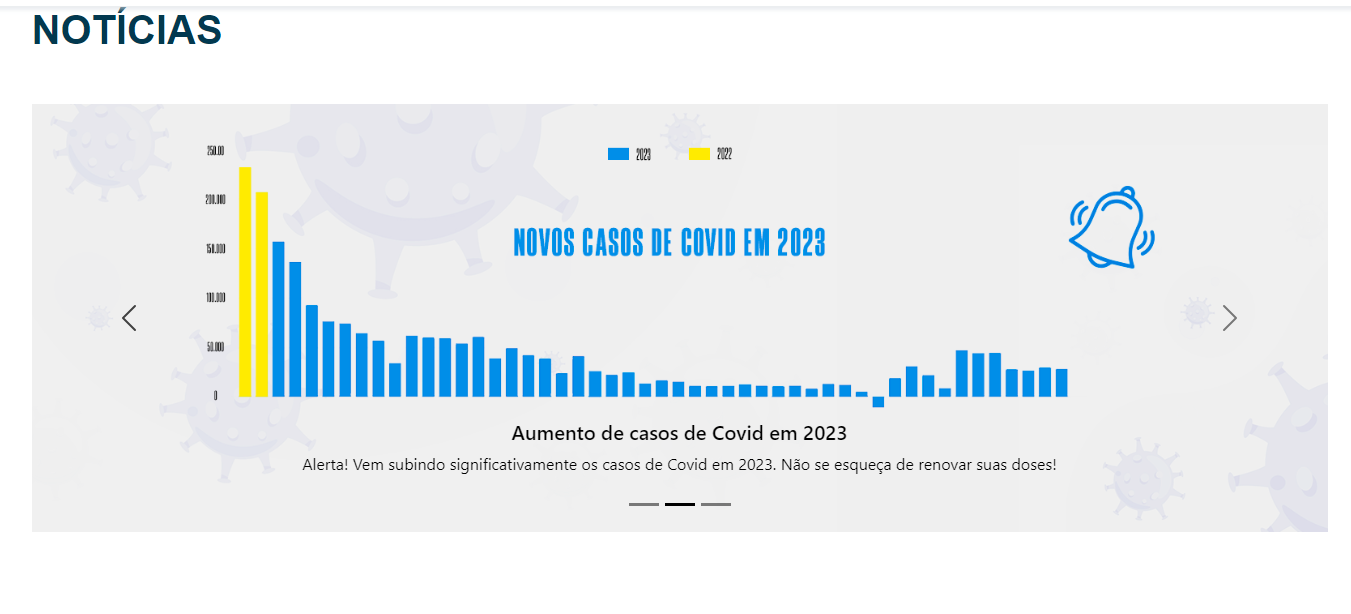 NOTÍCIAS
2023 2022
250.00
200.000
150.000
100.000
50.000
0
NOVOS CASOS DE COVID EM 2023
Aumento de casos de Covid em 2023
Alerta! Vem subindo significativamente os casos de Covid em 2023. Não se esqueça de renovar suas doses!